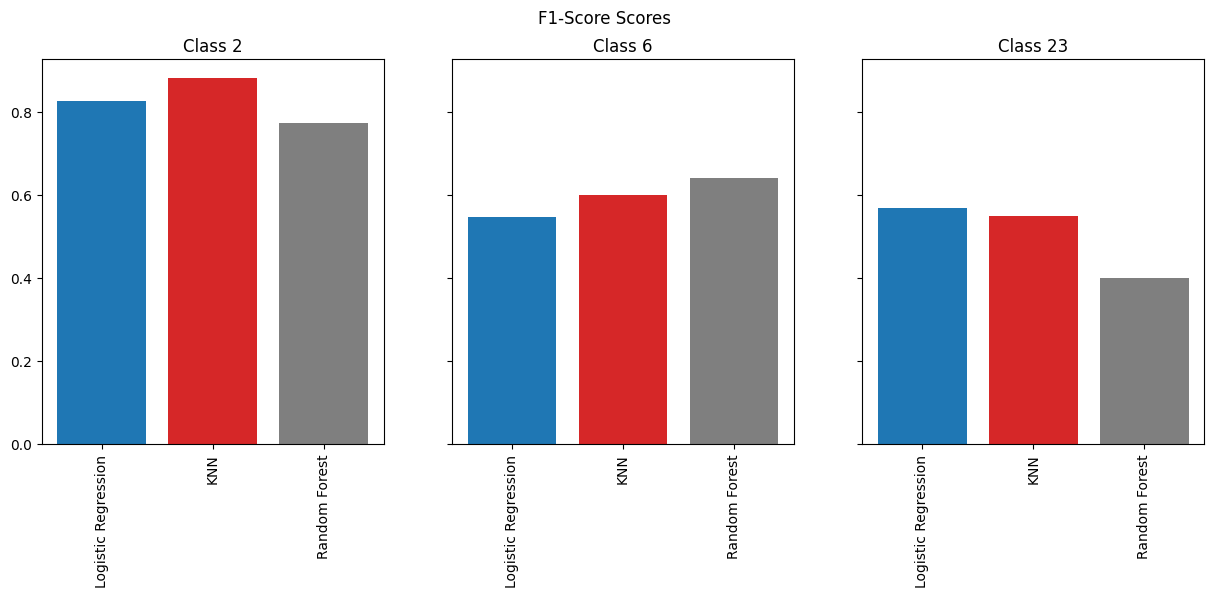 F1-Score Scores
Class 2
Class 6
Class 23
0.8
0.6
0.4
0.2
0.0
Logistic Regression
KNN
Random Forest
Logistic Regression
KNN
Random Forest
Logistic Regression
KNN
Random Forest